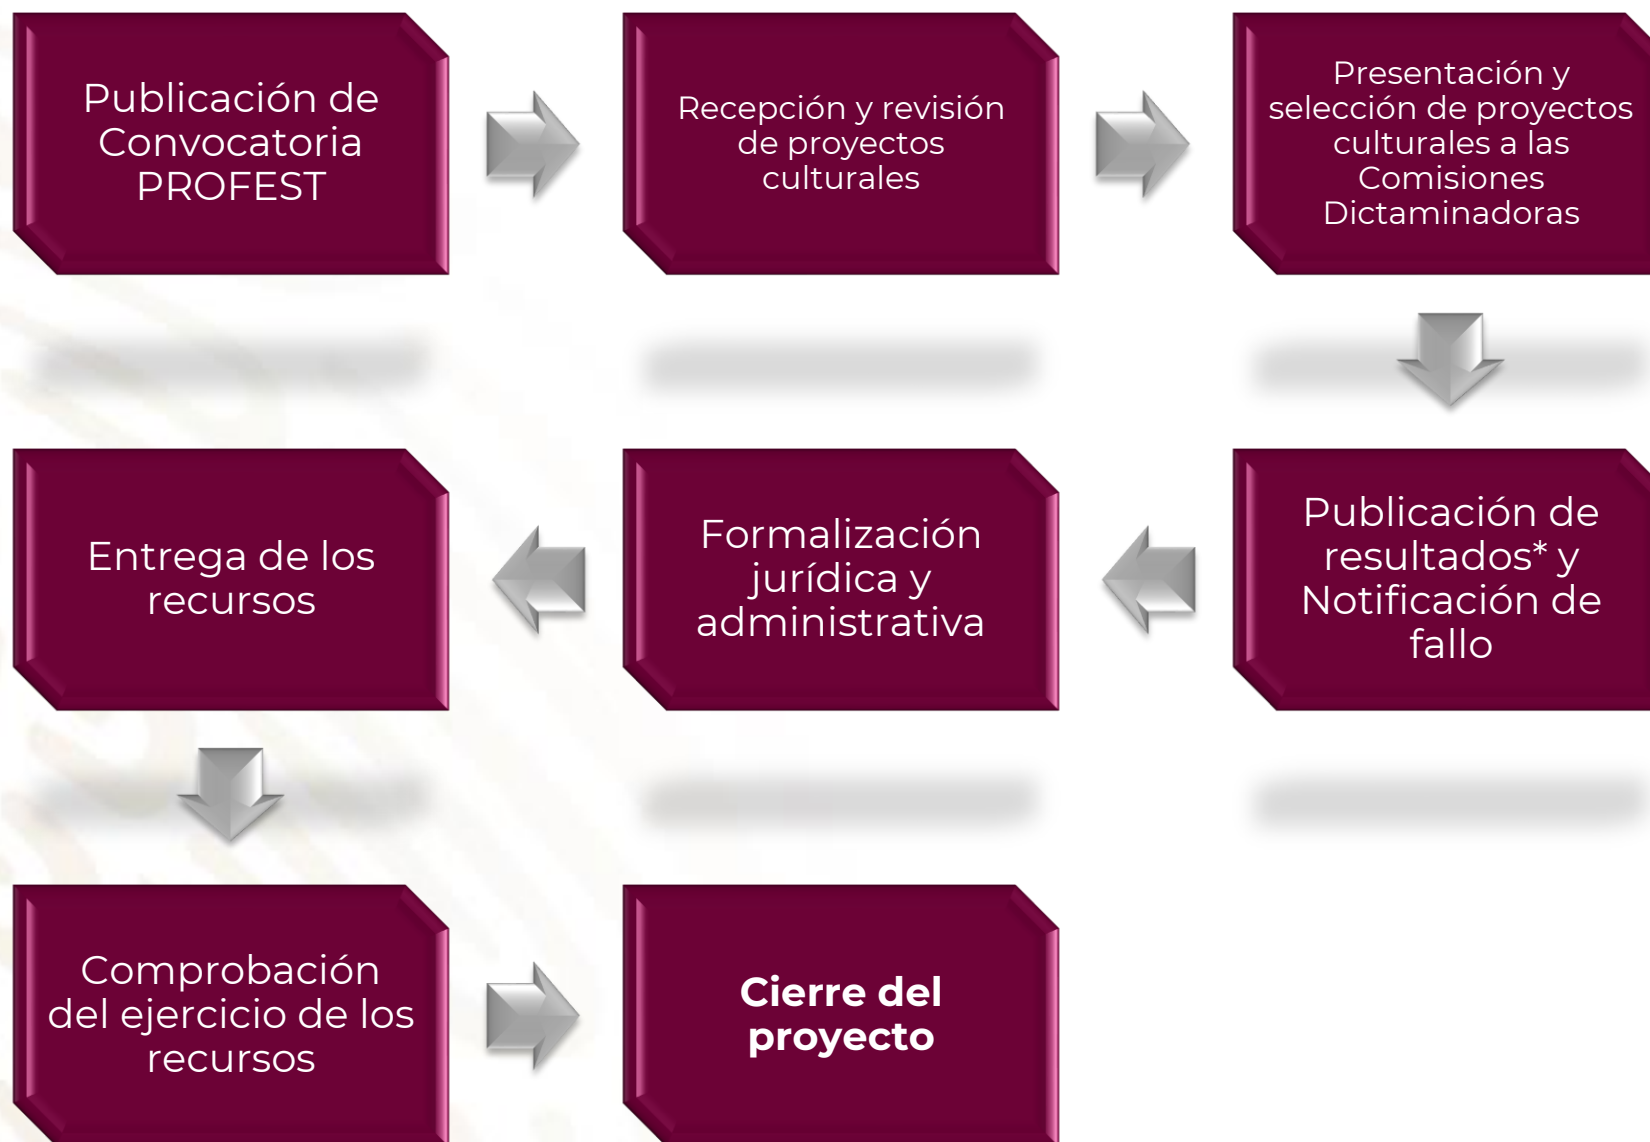 Publicación de
Convocatoria
PROFEST
Recepción y revisión
de proyectos
culturales
Presentación y
selección de proyectos
culturales a las
Comisiones
Dictaminadoras
Publicación de
resultados* y
Notificación de
fallo
Formalización
jurídica y
administrativa
Entrega de los
recursos
Comprobación
del ejercicio de los
recursos
Cierre del
proyecto